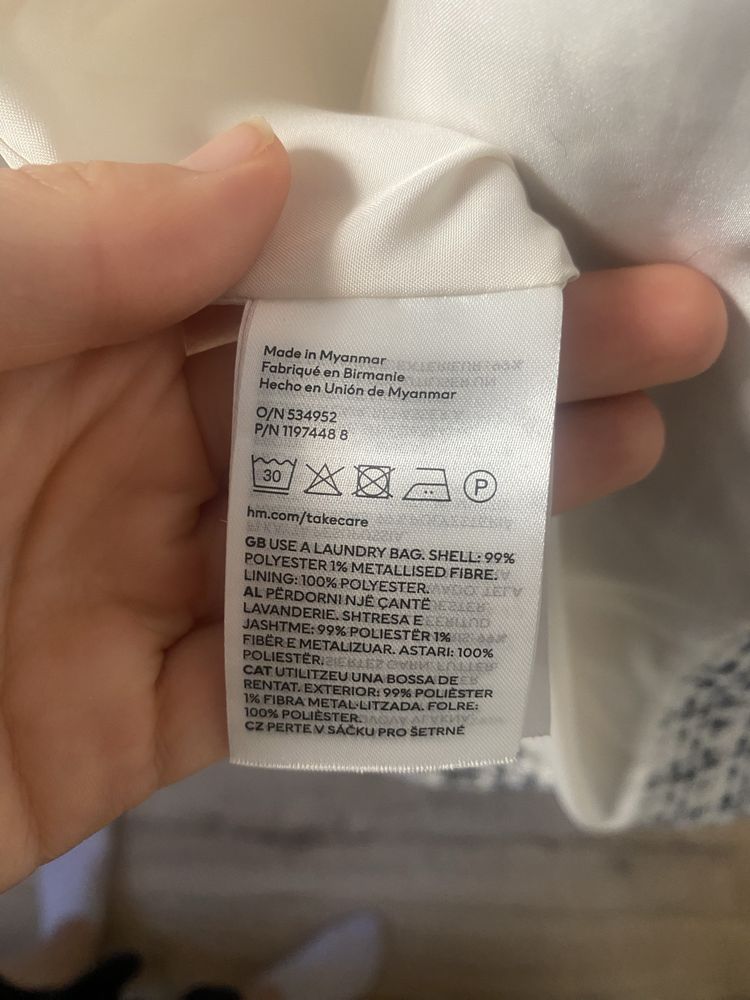 Made in Myanmar
Fabriqué en Birmanie
Hecho en Unión de Myanmar
O/N 534952
P/N 1197448 8
30 P
hm.com/takecare
GB USE A LAUNDRY BAG. SHELL: 99%
POLYESTER 1% METALLISED FIBRE.
LINING: 100% POLYESTER.
AL PËRDORNI NJË ÇANTË
LAVANDERIE. SHTRESA E
JASHTME: 99% POLIESTËR 1%
FIBËR E METALIZUAR. ASTARI: 100%
POLIESTËR.
CAT UTILITZEU UNA BOSSA DE
RENTAT. EXTERIOR: 99% POLIÈSTER
1% FIBRA METAL·LITZADA. FOLRE:
100% POLIÈSTER.
CZ PERTE V SÁČKU PRO ŠETRNÉ